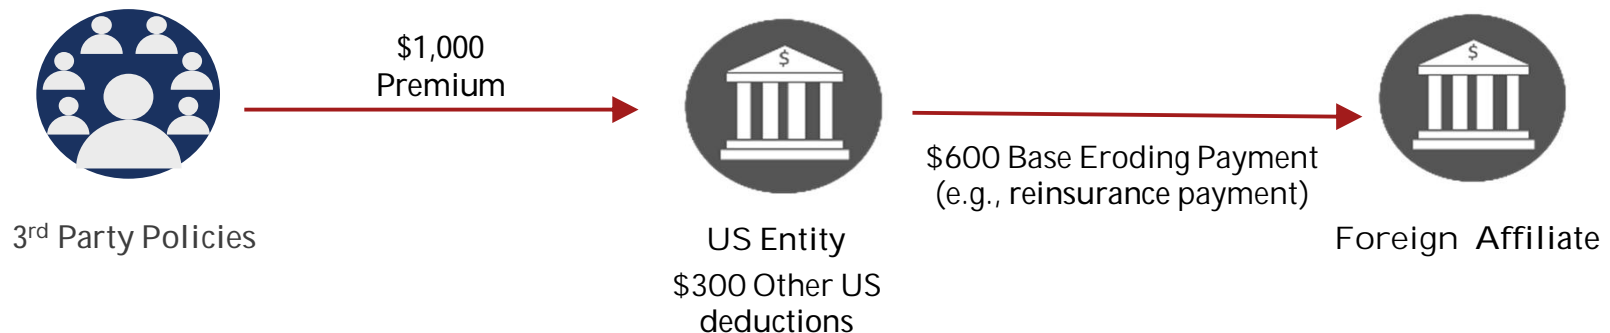 $1,000
Premium
$
$
$600 Base Eroding Payment
(e.g., reinsurance payment)
3rd Party Policies
US Entity
Foreign Affiliate
$300 Other US
deductions